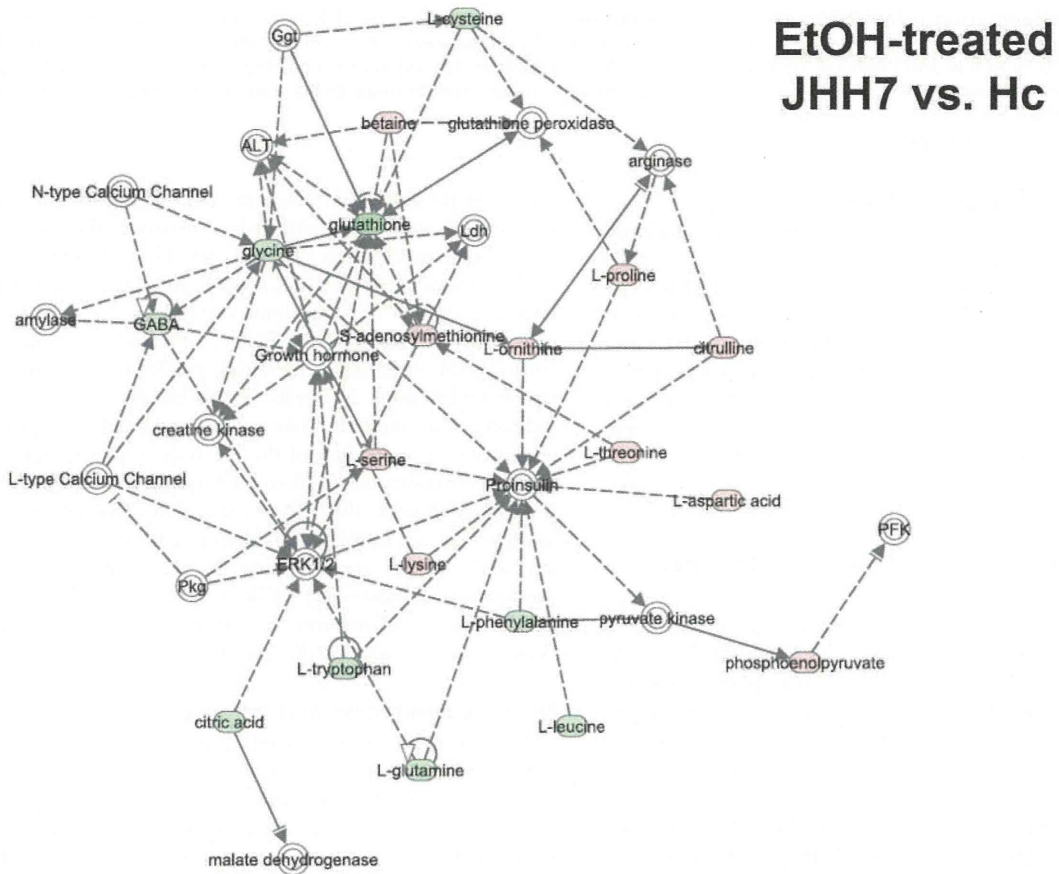 EtOH-treated
JHH7 vs. Hc
L-cysteine
Ggt
betaine
glutathione peroxidase
ALT
arginase
N-type Calcium Channel
glutathione
Ldh
glycine
L-proline
amylase
GABA
S-adenosylmethionine
L-ornithine
citrulline
Growth hormone
creatine kinase
L-serine
L-threonine
L-type Calcium Channel
Proinsulin
L-aspartic acid
PFK
ERK1/2
L-lysine
Pkg
L-phenylalanine
pyruvate kinase
L-tryptophan
phosphoenolpyruvate
citric acid
L-leucine
L-glutamine
malate dehydrogenase